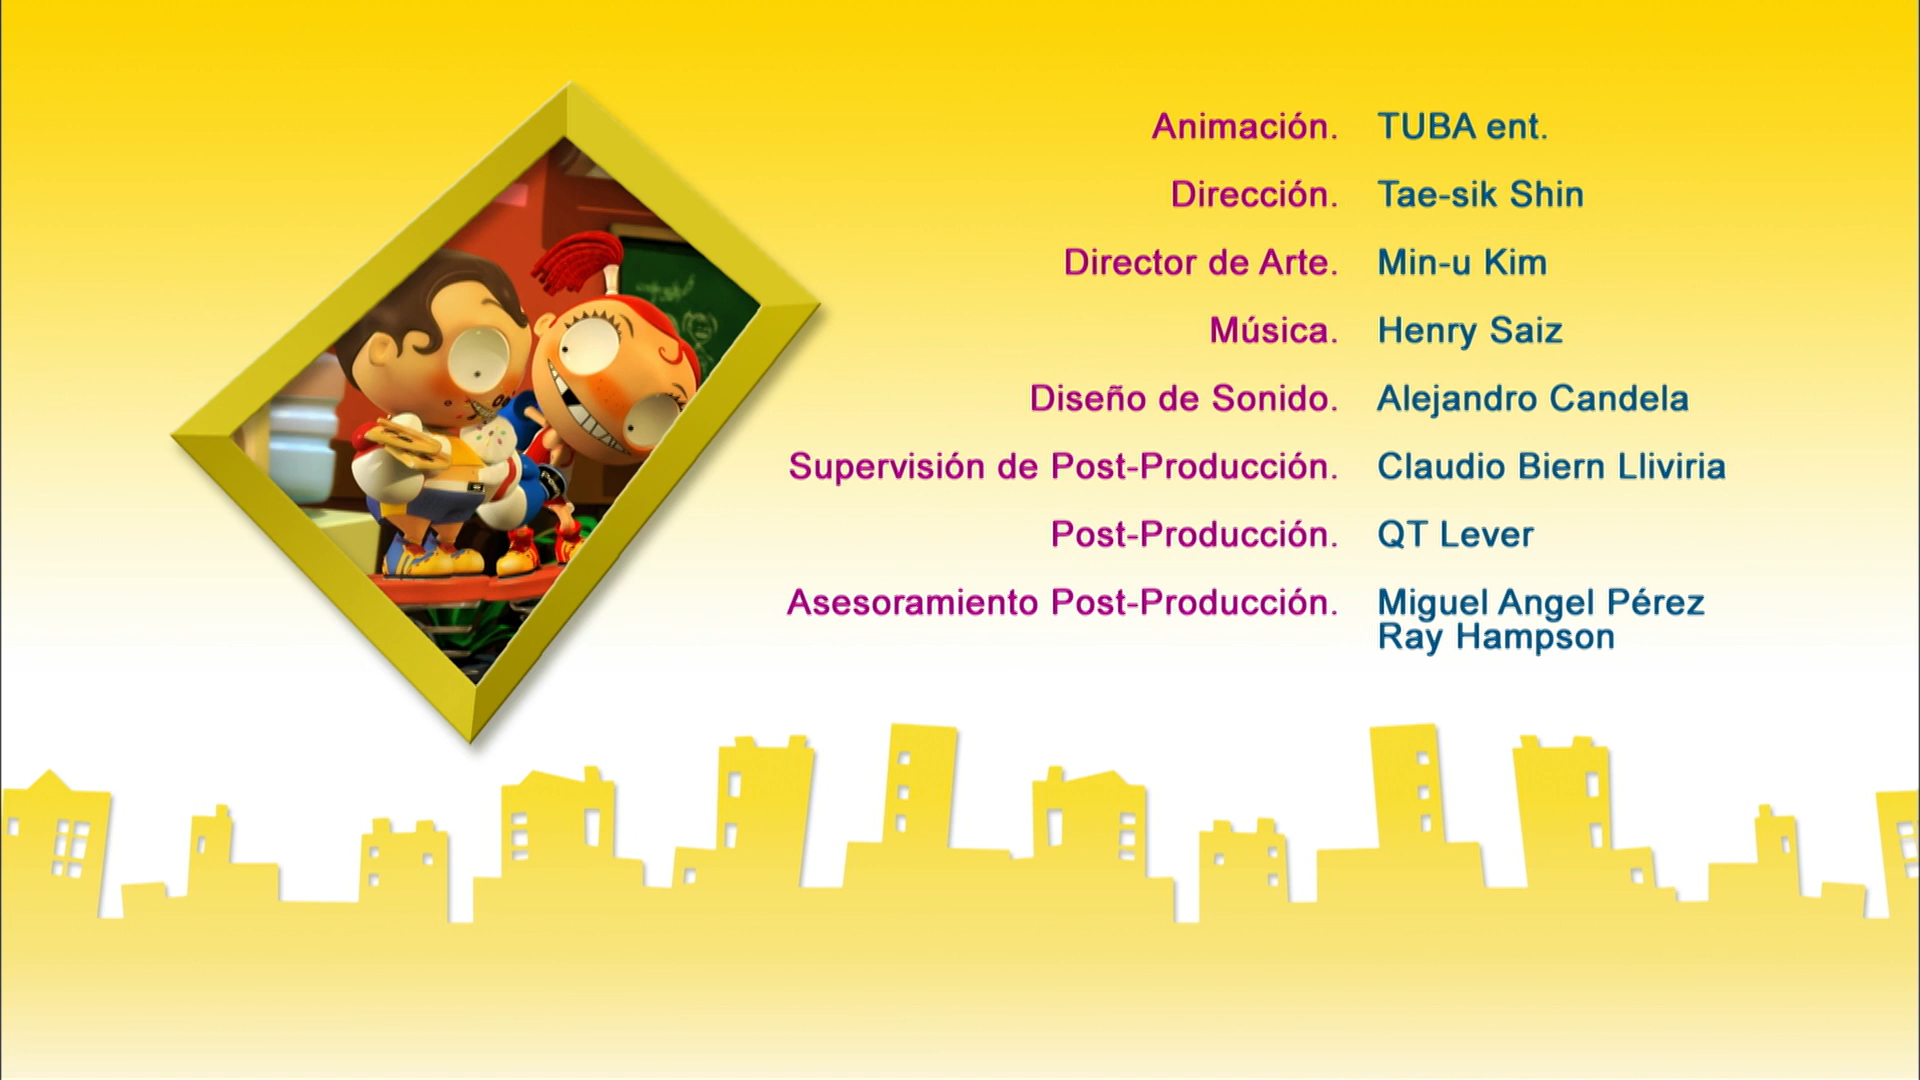 Animación. TUBA ent.
Dirección. Tae-sik Shin
Director de Arte. Min-u Kim
Música. Henry Saiz
Diseño de Sonido. Alejandro Candela
Supervisión de Post-Producción. Claudio Biern Lliviria
Post-Producción. QT Lever
Asesoramiento Post-Producción. Miguel Angel Pérez
Ray Hampson